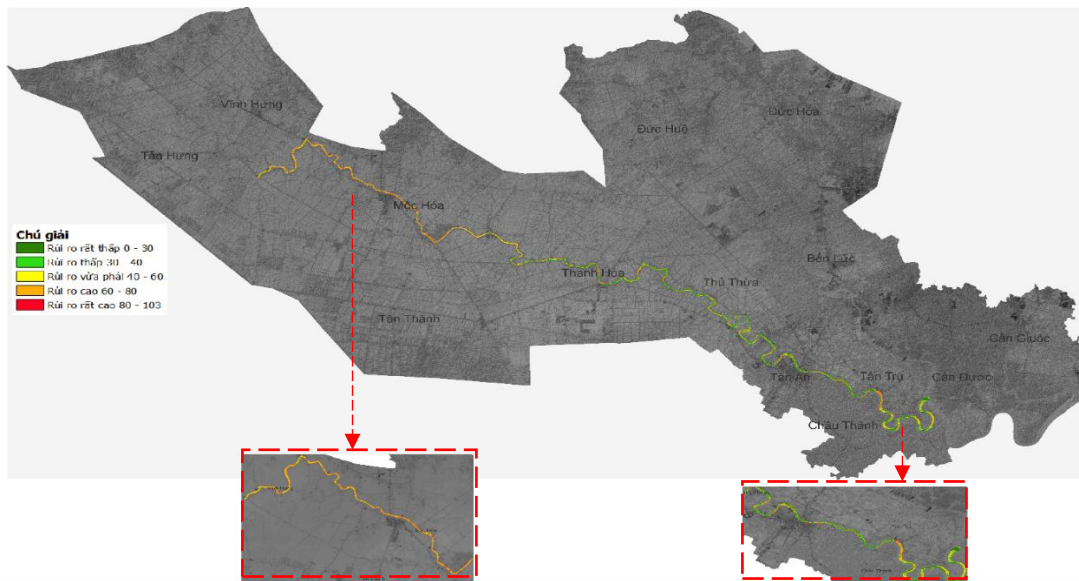 Vĩnh Hưng
Tân Hưng
Đức Huệ
Đức Hòa
Mộc Hóa
Bến Lức
Thạnh Hóa
Thủ Thừa
Tân Thành
Cần Giuộc
Tân An
Tân Trụ
Cần Đước
Châu Thành
Chú giải
Rủi ro rất thấp 0 - 30
Rủi ro thấp 30 - 40
Rủi ro vừa phải 40 - 60
Rủi ro cao 60 - 80
Rủi ro rất cao 80 - 103